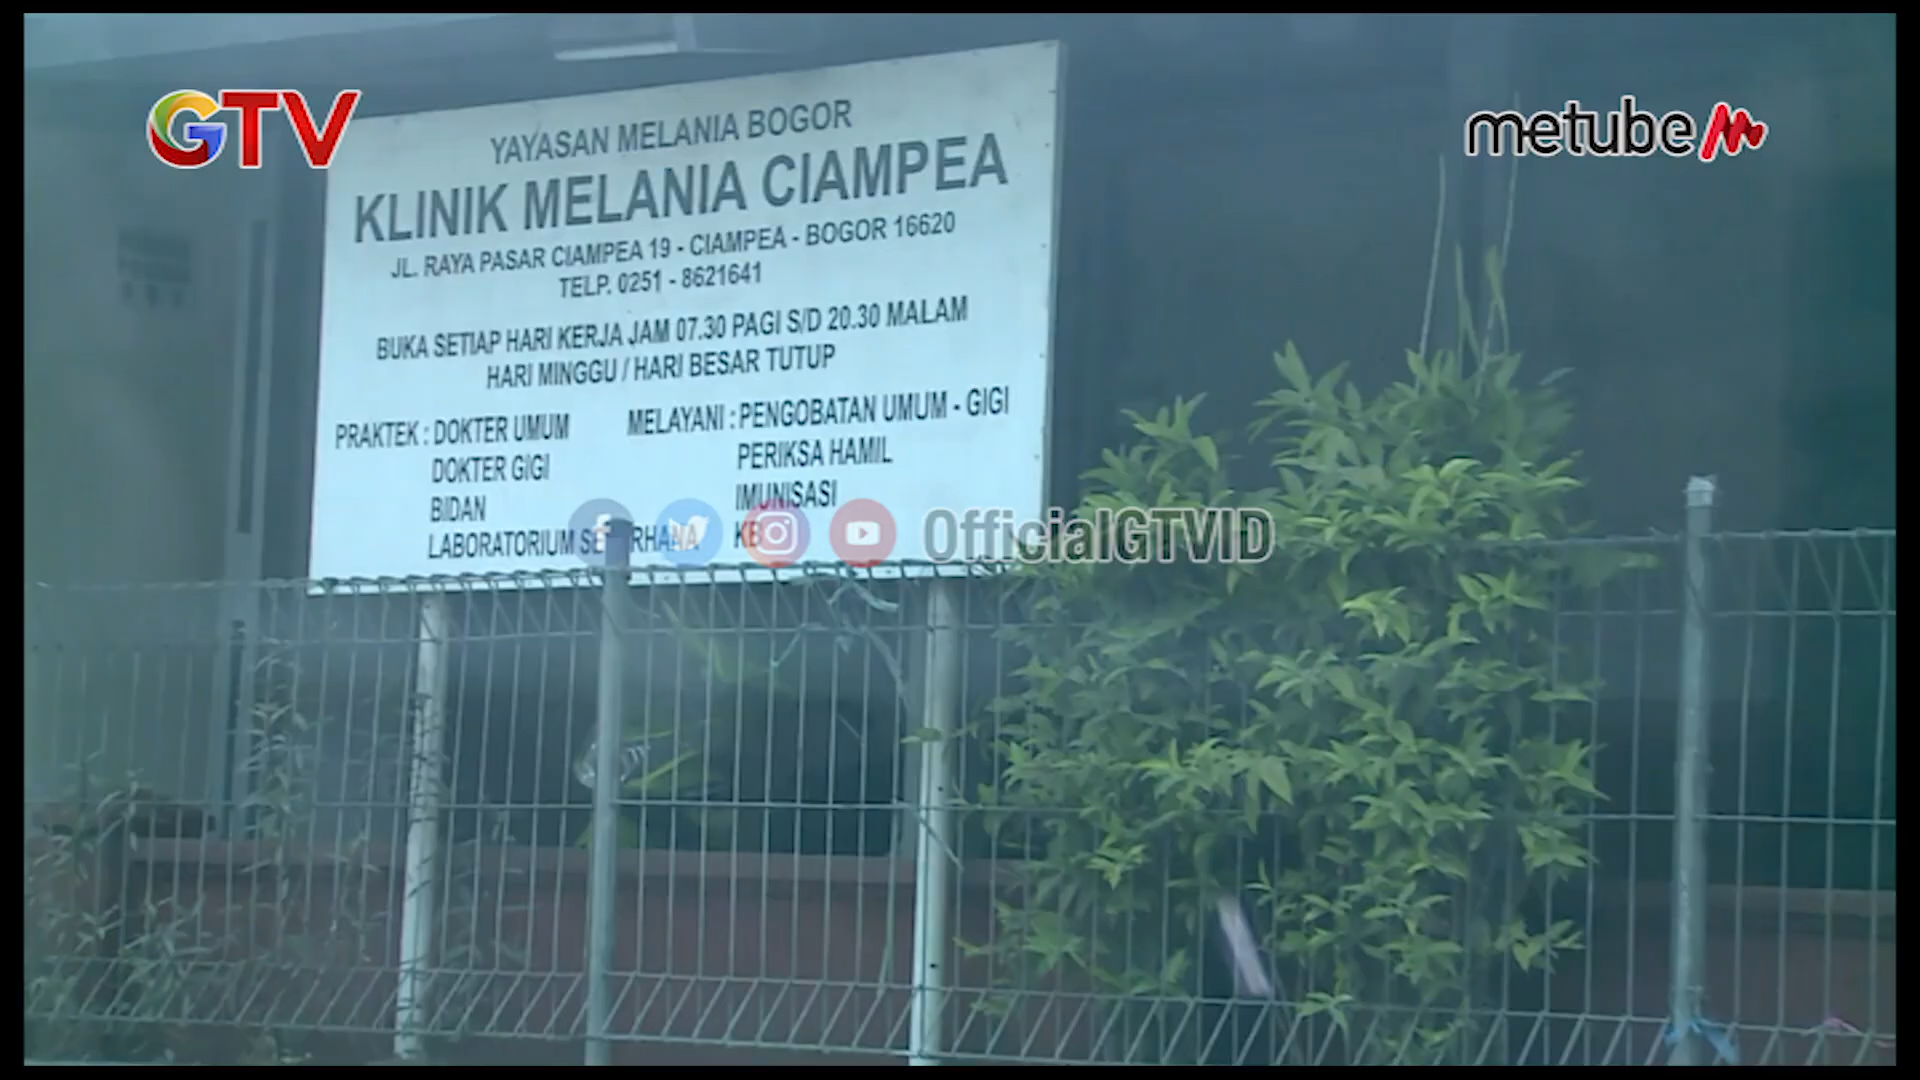 GTV
metube
YAYASAN MELANIA BOGOR
KLINIK MELANIA CIAMPEA
JL. RAYA PASAR CIAMPEA 19 - CIAMPEA - BOGOR 16620
TELP. 0251 - 8621641
BUKA SETIAP HARI KERJA JAM 07.30 PAGI S/D 20.30 MALAM
HARI MINGGU / HARI BESAR TUTUP
PRAKTEK : DOKTER UMUM
DOKTER GIGI
BIDAN
LABORATORIUM
MELAYANI : PENGOBATAN UMUM - GIGI
PERIKSA HAMIL
IMUNISASI
KB
OfficialGTVID